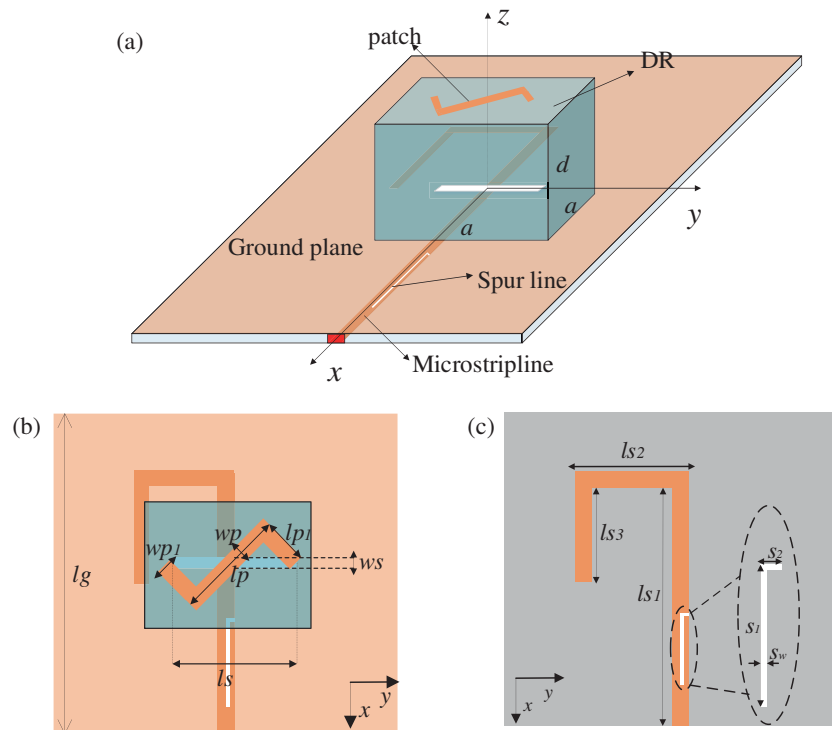 (a)
z
patch
DR
d
a
a
y
Ground plane
Spur line
Microstripline
x
(b)
lg
wp1
wp
lp1
lp
ws
ls
y
x
(c)
ls2
ls3
ls1
s2
s1
sw
y
x